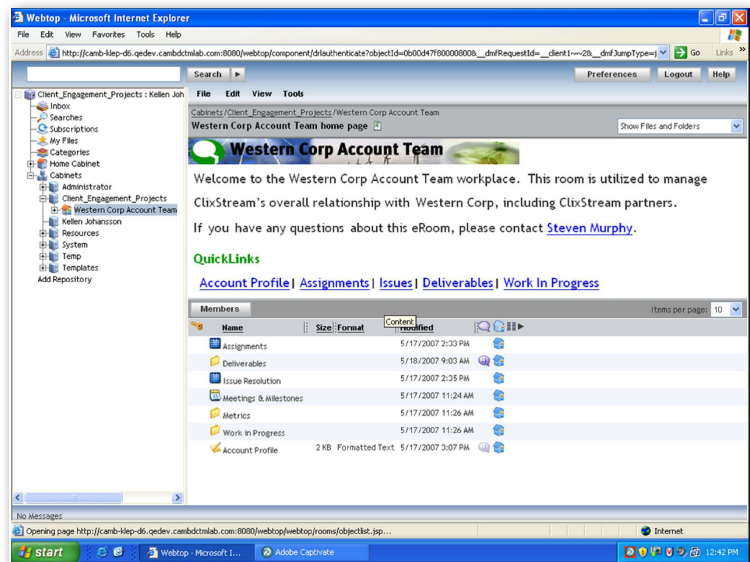 Webtop - Microsoft Internet Explorer
File Edit View Favorites Tools Help
Address http://camb-klep-d6.qedev.cambdctmlab.com:8080/webtop/component/drlauthenticate?objectId=0b00d47f80000800&__dmfRequestId=__client1~~2&__dmfJumpType=j Go Links »
Search Preferences Logout Help
Client_Engagement_Projects : Kellen Joh
Inbox
Searches
Subscriptions
My Files
Categories
Home Cabinet
Cabinets
Administrator
Client_Engagement_Projects
Western Corp Account Team
Kellen Johansson
Resources
System
Temp
Templates
Add Repository
File Edit View Tools
Cabinets/Client_Engagement_Projects/Western Corp Account Team
Western Corp Account Team home page
Show Files and Folders
Western Corp Account Team
Welcome to the Western Corp Account Team workplace. This room is utilized to manage
ClixStream's overall relationship with Western Corp, including ClixStream partners.
If you have any questions about this eRoom, please contact Steven Murphy.
QuickLinks
Account Profile | Assignments | Issues | Deliverables | Work In Progress
Members Items per page: 10
Name Size Format Modified
Content
Assignments 5/17/2007 2:33 PM
Deliverables 5/18/2007 9:03 AM
Issue Resolution 5/17/2007 2:35 PM
Meetings & Milestones 5/17/2007 11:24 AM
Metrics 5/17/2007 11:26 AM
Work in Progress 5/17/2007 11:26 AM
Account Profile 2 KB Formatted Text 5/17/2007 3:07 PM
No Messages
Opening page http://camb-klep-d6.qedev.cambdctmlab.com:8080/webtop/webtop/rooms/objectlist.jsp... Internet
start Webtop - Microsoft I... Adobe Captivate 12:42 PM